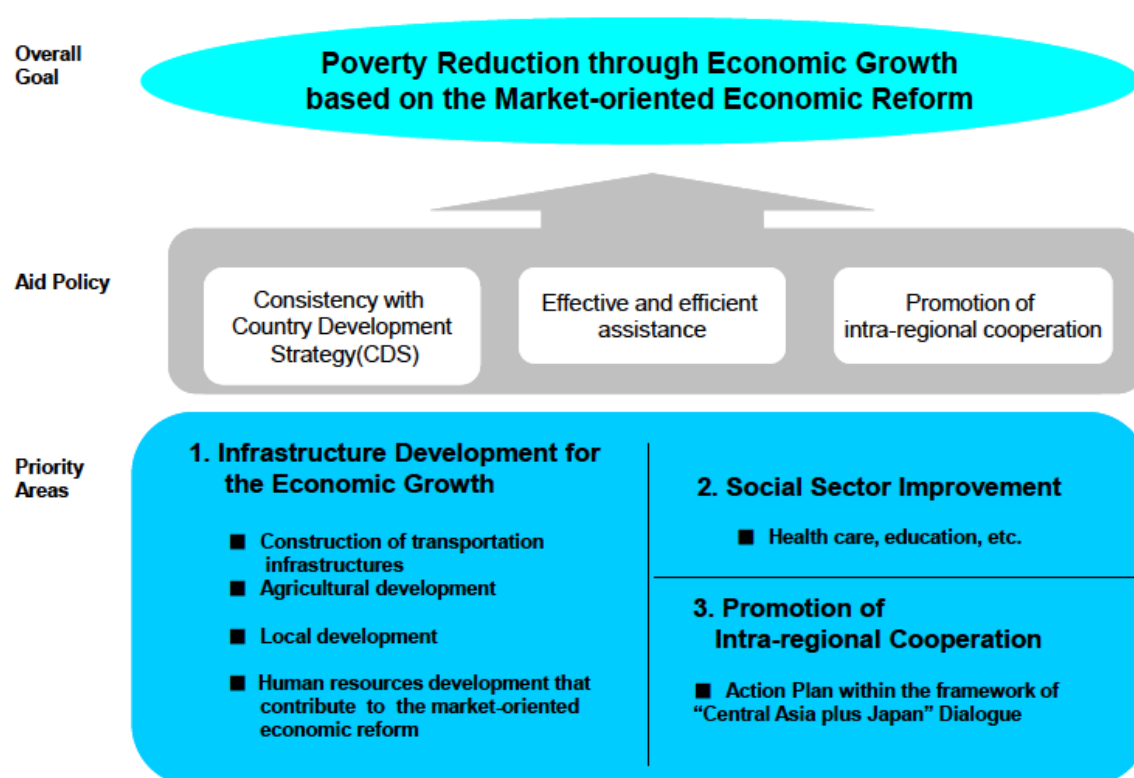 Overall
Goal
Poverty Reduction through Economic Growth
based on the Market-oriented Economic Reform
Aid Policy
Consistency with
Country Development
Strategy(CDS)
Effective and efficient
assistance
Promotion of
intra-regional cooperation
Priority
Areas
1. Infrastructure Development for
the Economic Growth
■ Construction of transportation
infrastructures
■ Agricultural development
■ Local development
■ Human resources development that
contribute to the market-oriented
economic reform
2. Social Sector Improvement
■ Health care, education, etc.
3. Promotion of
Intra-regional Cooperation
■ Action Plan within the framework of
“Central Asia plus Japan” Dialogue